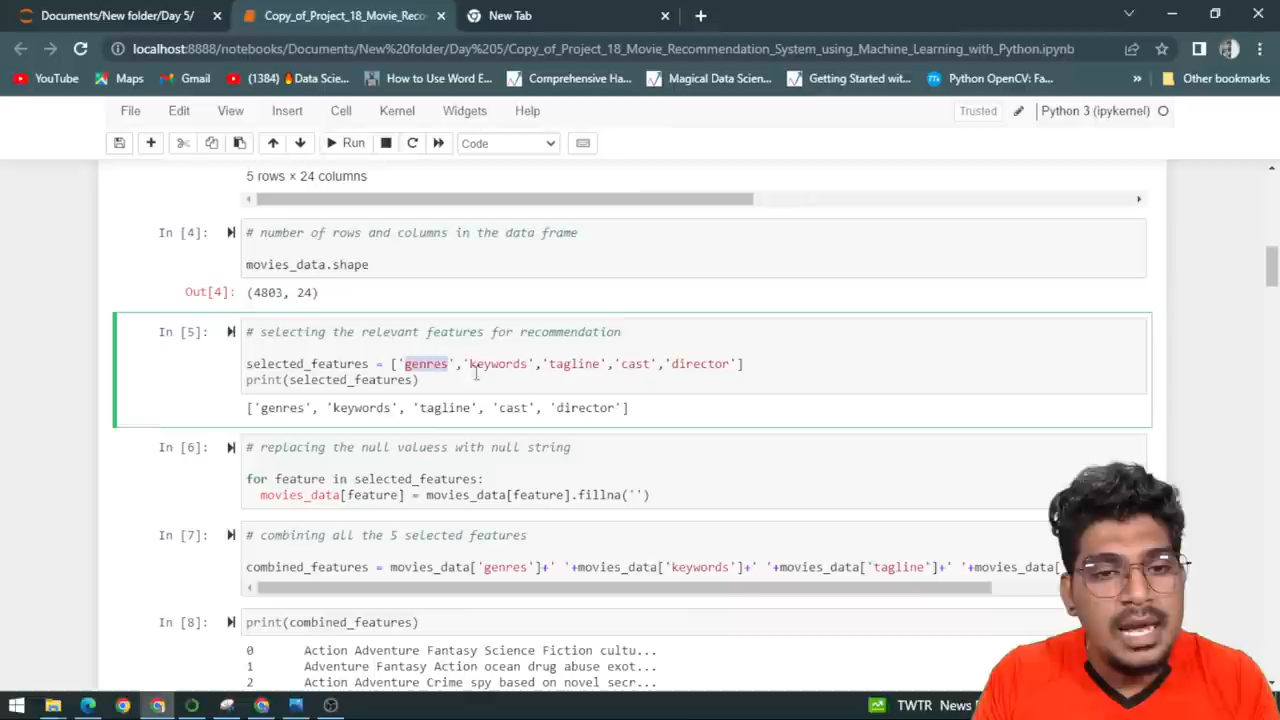 Documents/New folder/Day 5/
Copy_of_Project_18_Movie_Reco
New Tab
localhost:8888/notebooks/Documents/New%20folder/Day%205/Copy_of_Project_18_Movie_Recommendation_System_using_Machine_Learning_with_Python.ipynb
YouTube
Maps
Gmail
(1384) 🔥Data Scie...
How to Use Word E...
Comprehensive Ha...
Magical Data Scien...
Getting Started wit...
Python OpenCV: Fa...
»
Other bookmarks
File Edit View Insert Cell Kernel Widgets Help
Trusted
Python 3 (ipykernel)
Run
Code
5 rows × 24 columns
In [4]:
# number of rows and columns in the data frame
movies_data.shape
Out[4]: (4803, 24)
In [5]:
# selecting the relevant features for recommendation
selected_features = ['genres','keywords','tagline','cast','director']
print(selected_features)
['genres', 'keywords', 'tagline', 'cast', 'director']
In [6]:
# replacing the null valuess with null string
for feature in selected_features:
movies_data[feature] = movies_data[feature].fillna('')
In [7]:
# combining all the 5 selected features
combined_features = movies_data['genres']+' '+movies_data['keywords']+' '+movies_data['tagline']+' '+movies_data[
In [8]:
print(combined_features)
0 Action Adventure Fantasy Science Fiction cultu...
1 Adventure Fantasy Action ocean drug abuse exot...
2 Action Adventure Crime spy based on novel secr...
TWTR News